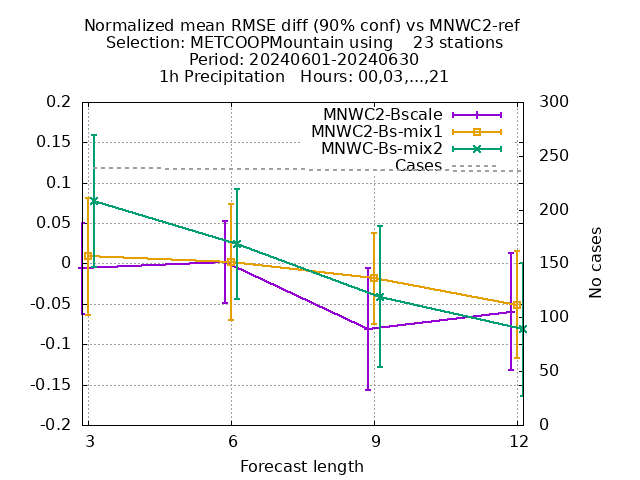 Normalized mean RMSE diff (90% conf) vs MNWC2-ref
Selection: METCOOPMountain using    23 stations
Period: 20240601-20240630
1h Precipitation   Hours: 00,03,...,21
MNWC2-Bscale
MNWC2-Bs-mix1
MNWC-Bs-mix2
Cases
0.2
0.15
0.1
0.05
0
-0.05
-0.1
-0.15
-0.2
300
250
200
150
100
50
0
No cases
3
6
9
12
Forecast length